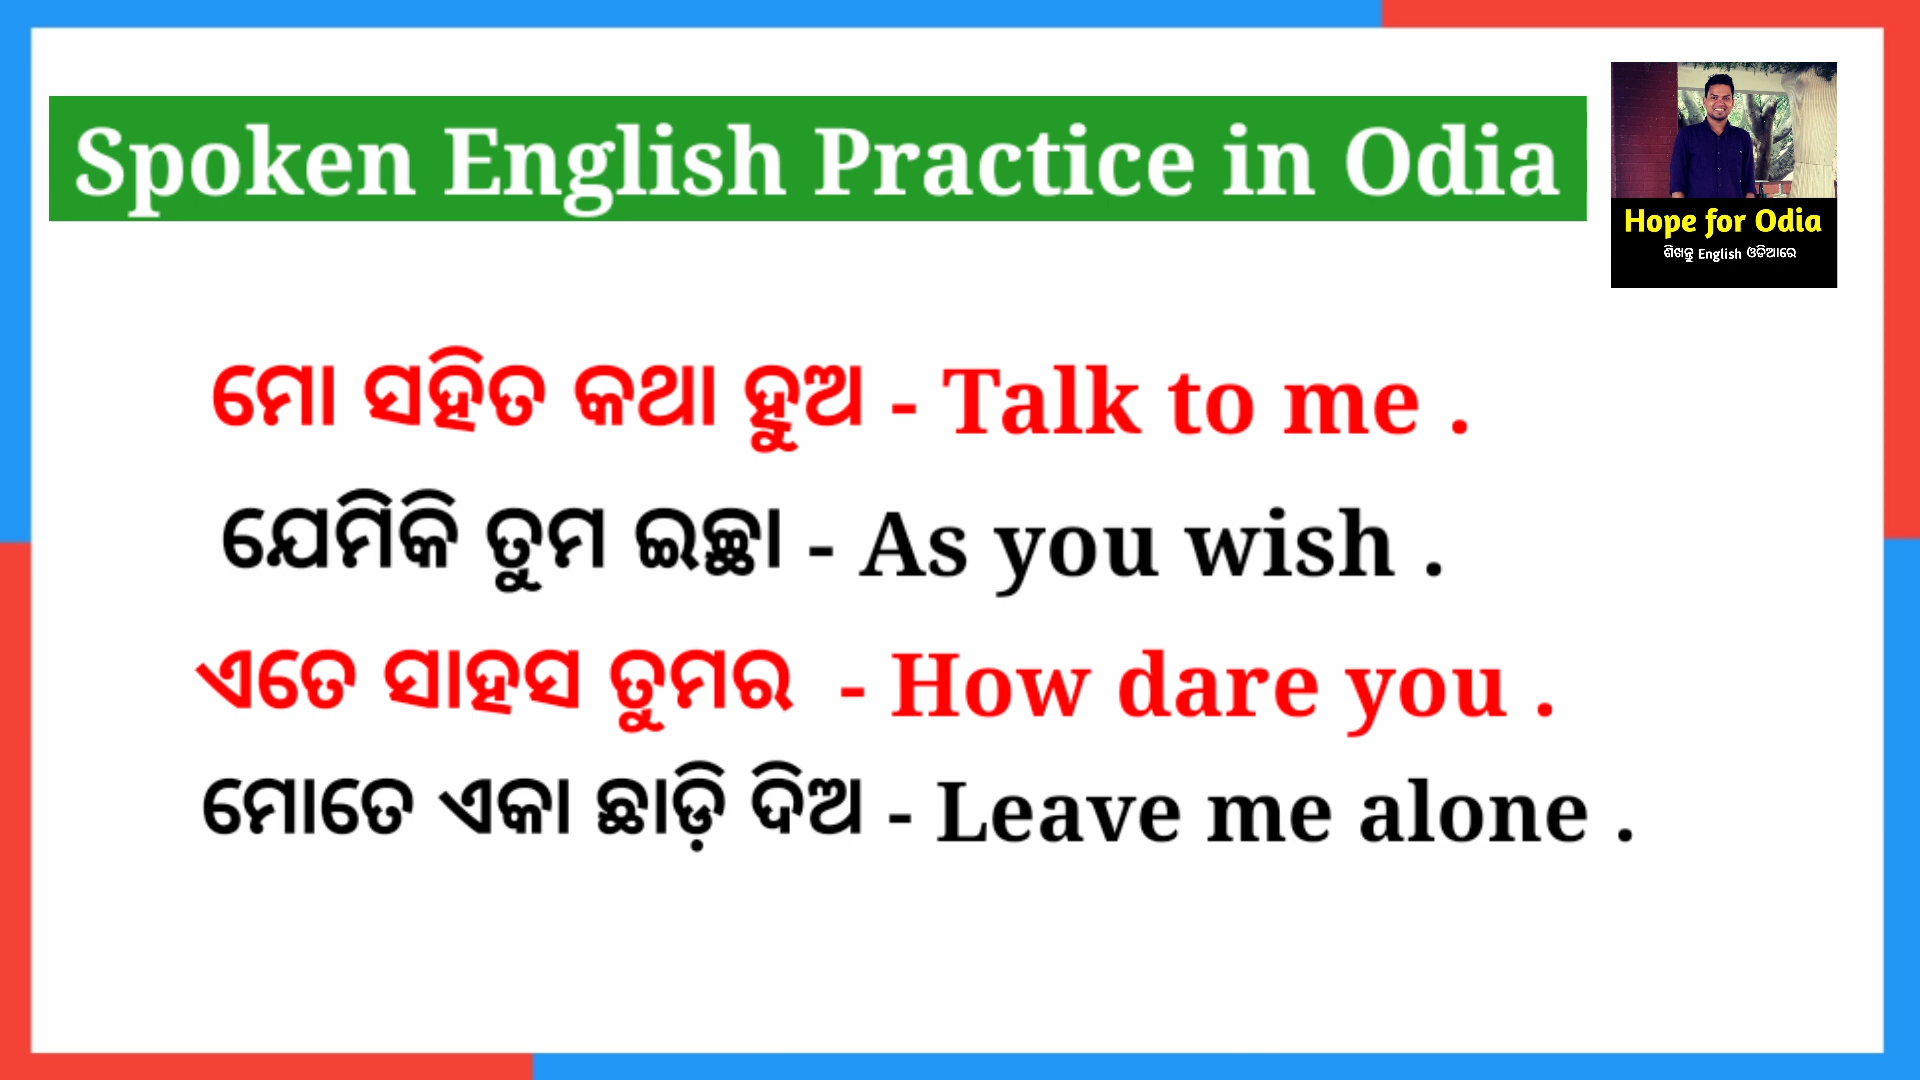 Spoken English Practice in Odia
Hope for Odia
ଶିଖନ୍ତୁ English ଓଡିଆରେ
ମୋ ସହିତ କଥା ହୁଅ - Talk to me .
ଯେମିକି ତୁମ ଇଚ୍ଛା - As you wish .
ଏତେ ସାହସ ତୁମର - How dare you .
ମୋତେ ଏକା ଛାଡ଼ି ଦିଅ - Leave me alone .